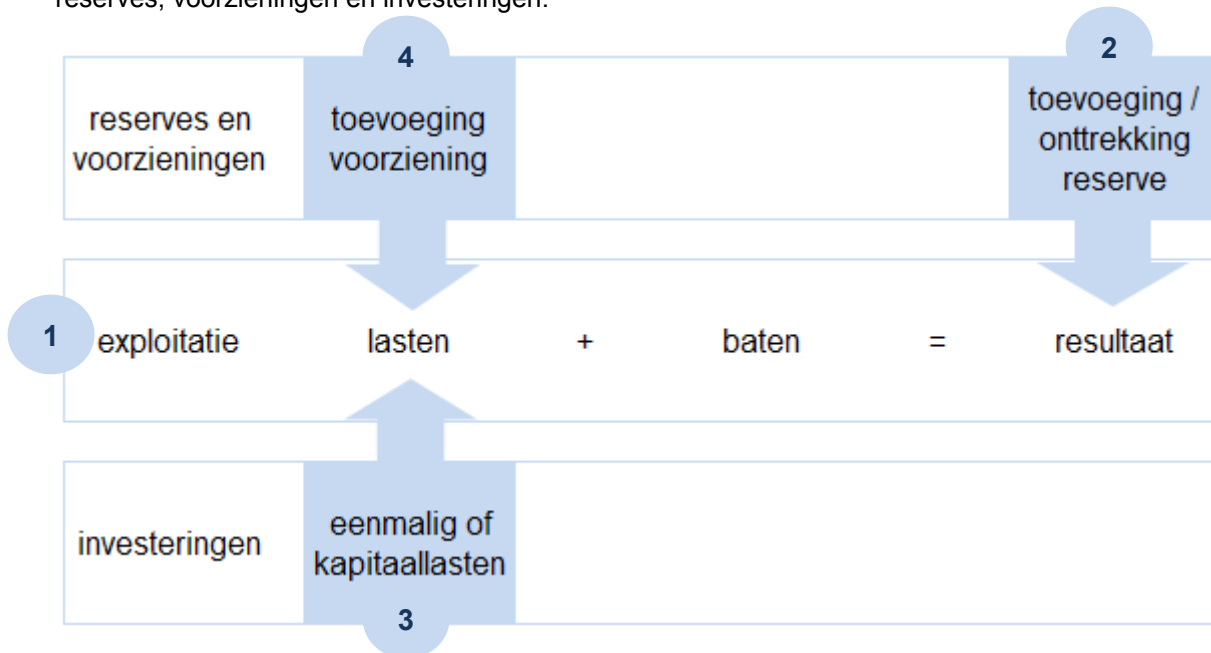 reserves, voorzieningen en investeringen.
4
2
reserves en
voorzieningen
toevoeging
voorziening
toevoeging /
onttrekking
reserve
1
exploitatie
lasten
+
baten
=
resultaat
investeringen
eenmalig of
kapitaallasten
3